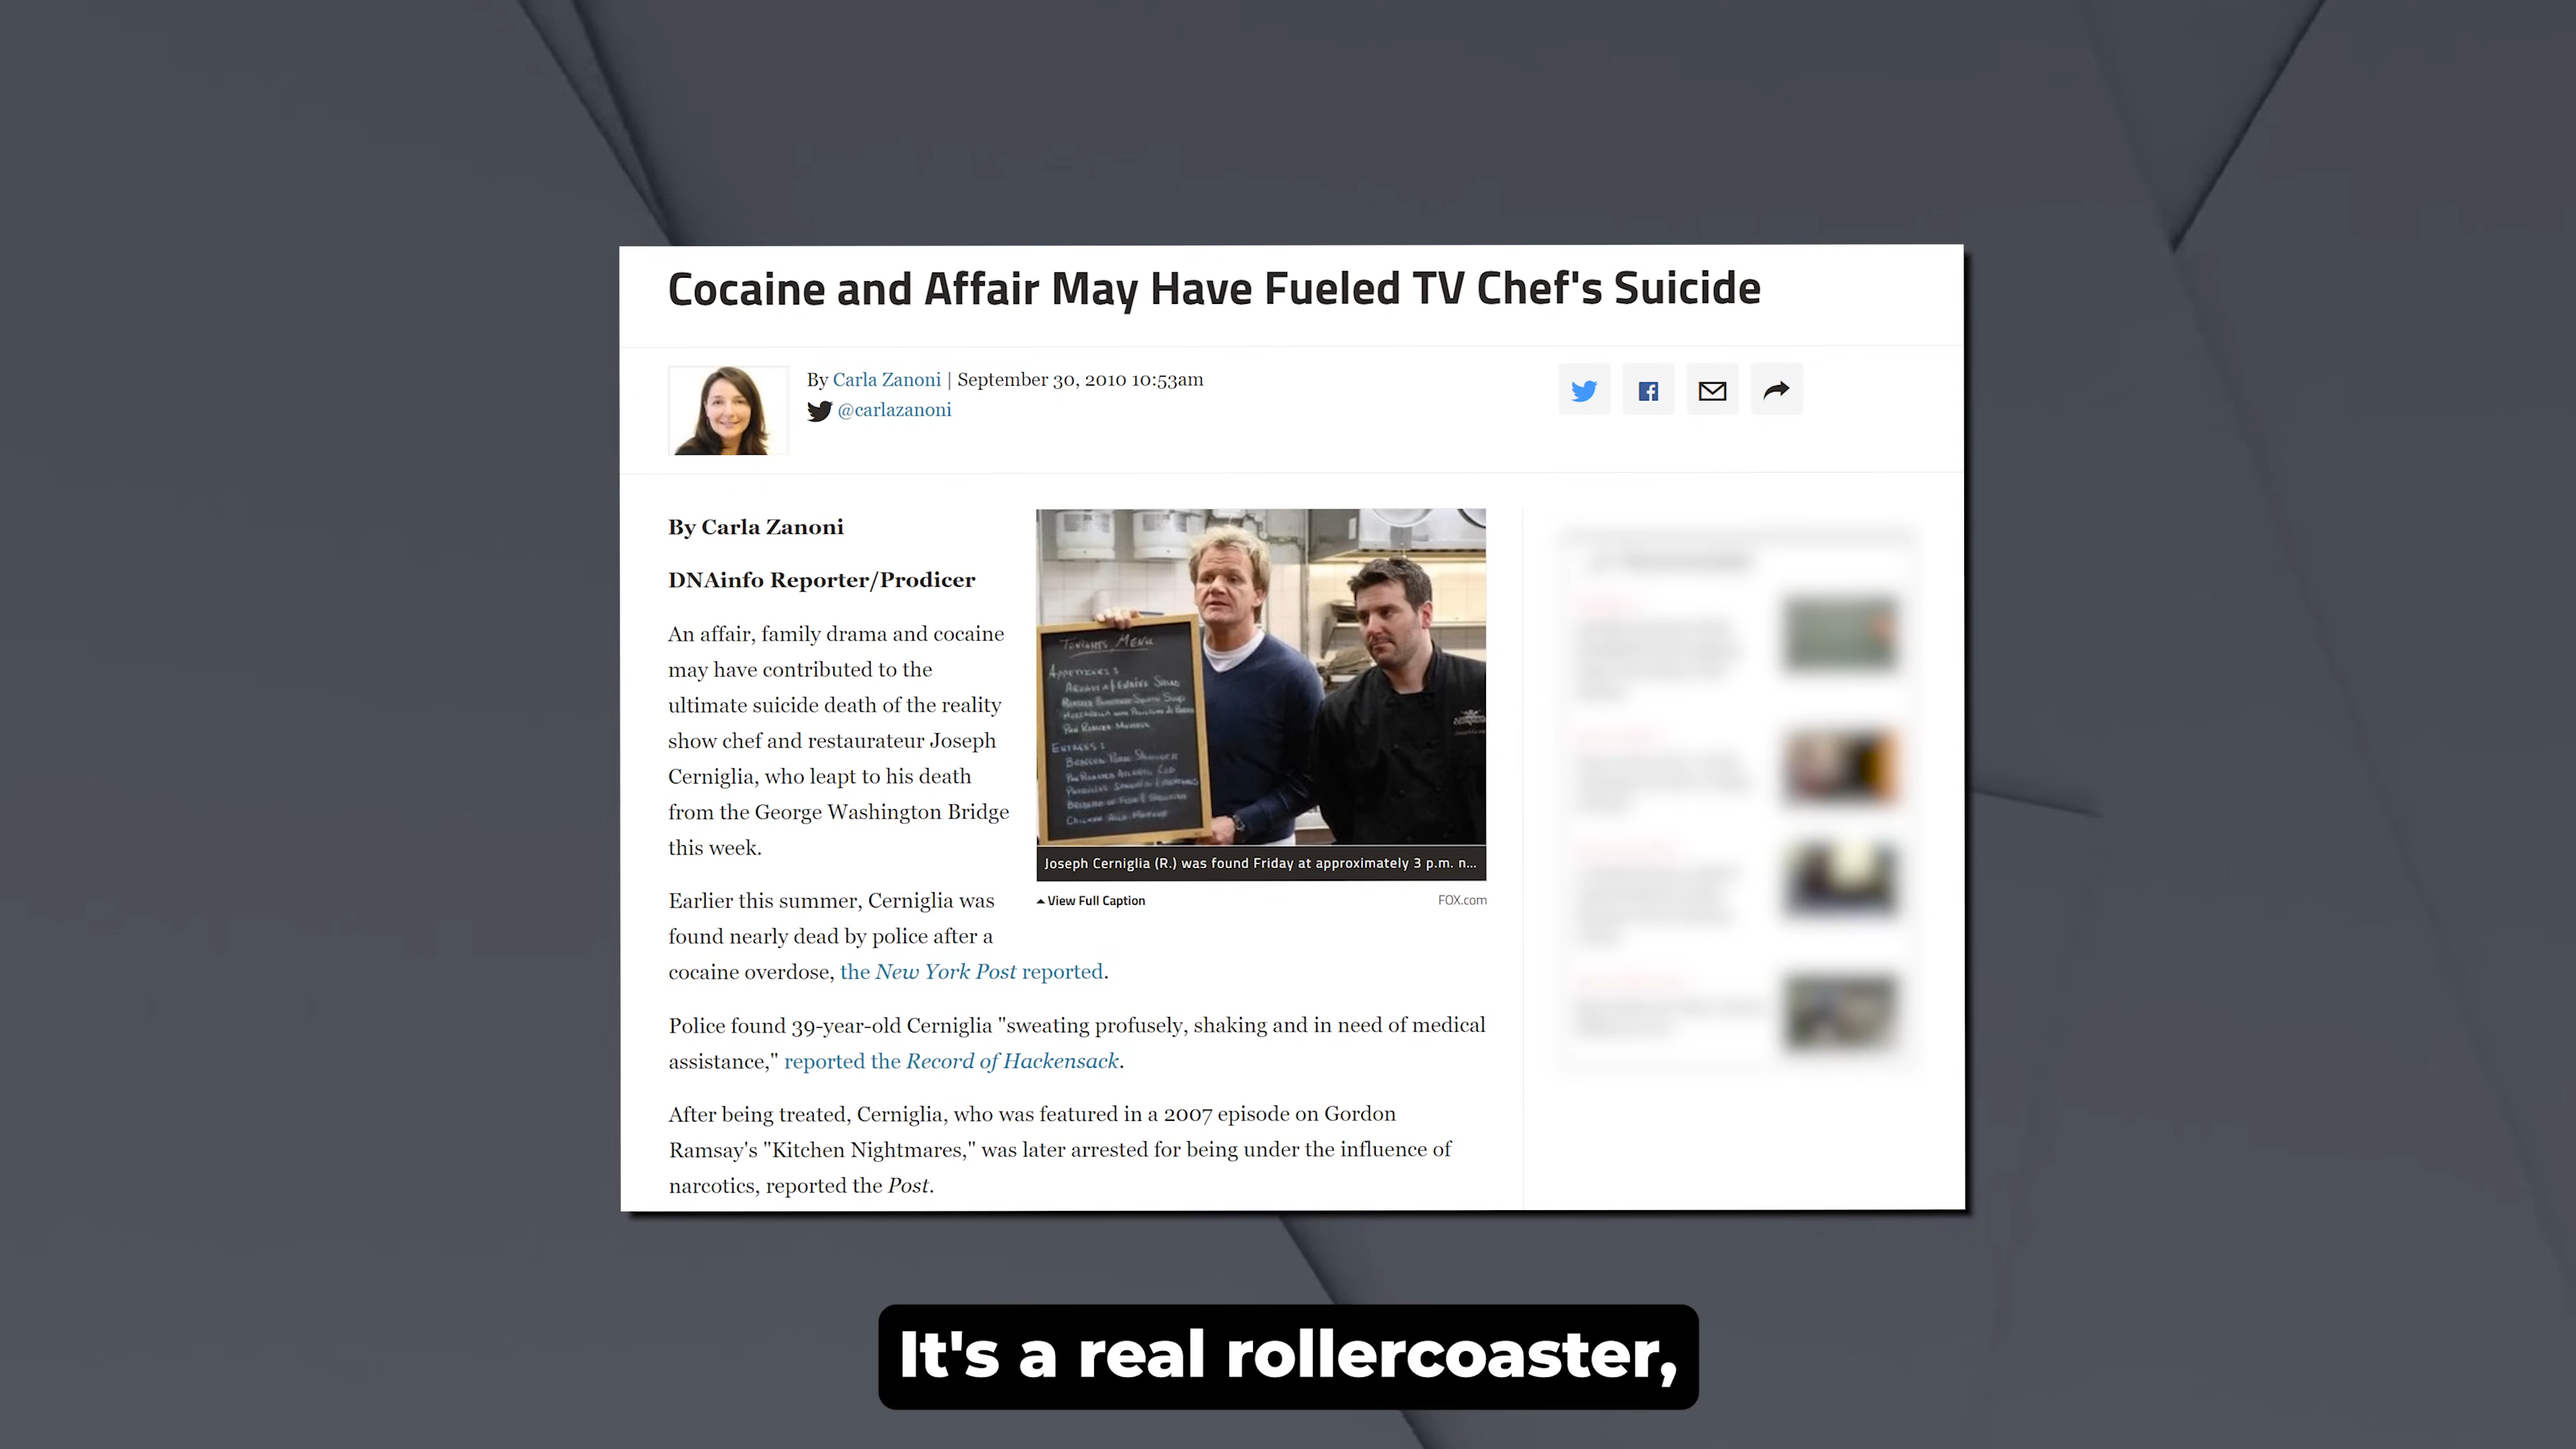 Cocaine and Affair May Have Fueled TV Chef's Suicide
By Carla Zanoni | September 30, 2010 10:53am
@carlazanoni
By Carla Zanoni
DNAinfo Reporter/Prodicer
An affair, family drama and cocaine
may have contributed to the
ultimate suicide death of the reality
show chef and restaurateur Joseph
Cerniglia, who leapt to his death
from the George Washington Bridge
this week.
Earlier this summer, Cerniglia was
found nearly dead by police after a
cocaine overdose, the New York Post reported.
Police found 39-year-old Cerniglia "sweating profusely, shaking and in need of medical
assistance," reported the Record of Hackensack.
After being treated, Cerniglia, who was featured in a 2007 episode on Gordon
Ramsay's "Kitchen Nightmares," was later arrested for being under the influence of
narcotics, reported the Post.
Tonight's Menu
Appetizers:
Entrées:
Joseph Cerniglia (R.) was found Friday at approximately 3 p.m. n...
View Full Caption
FOX.com
It's a real rollercoaster,